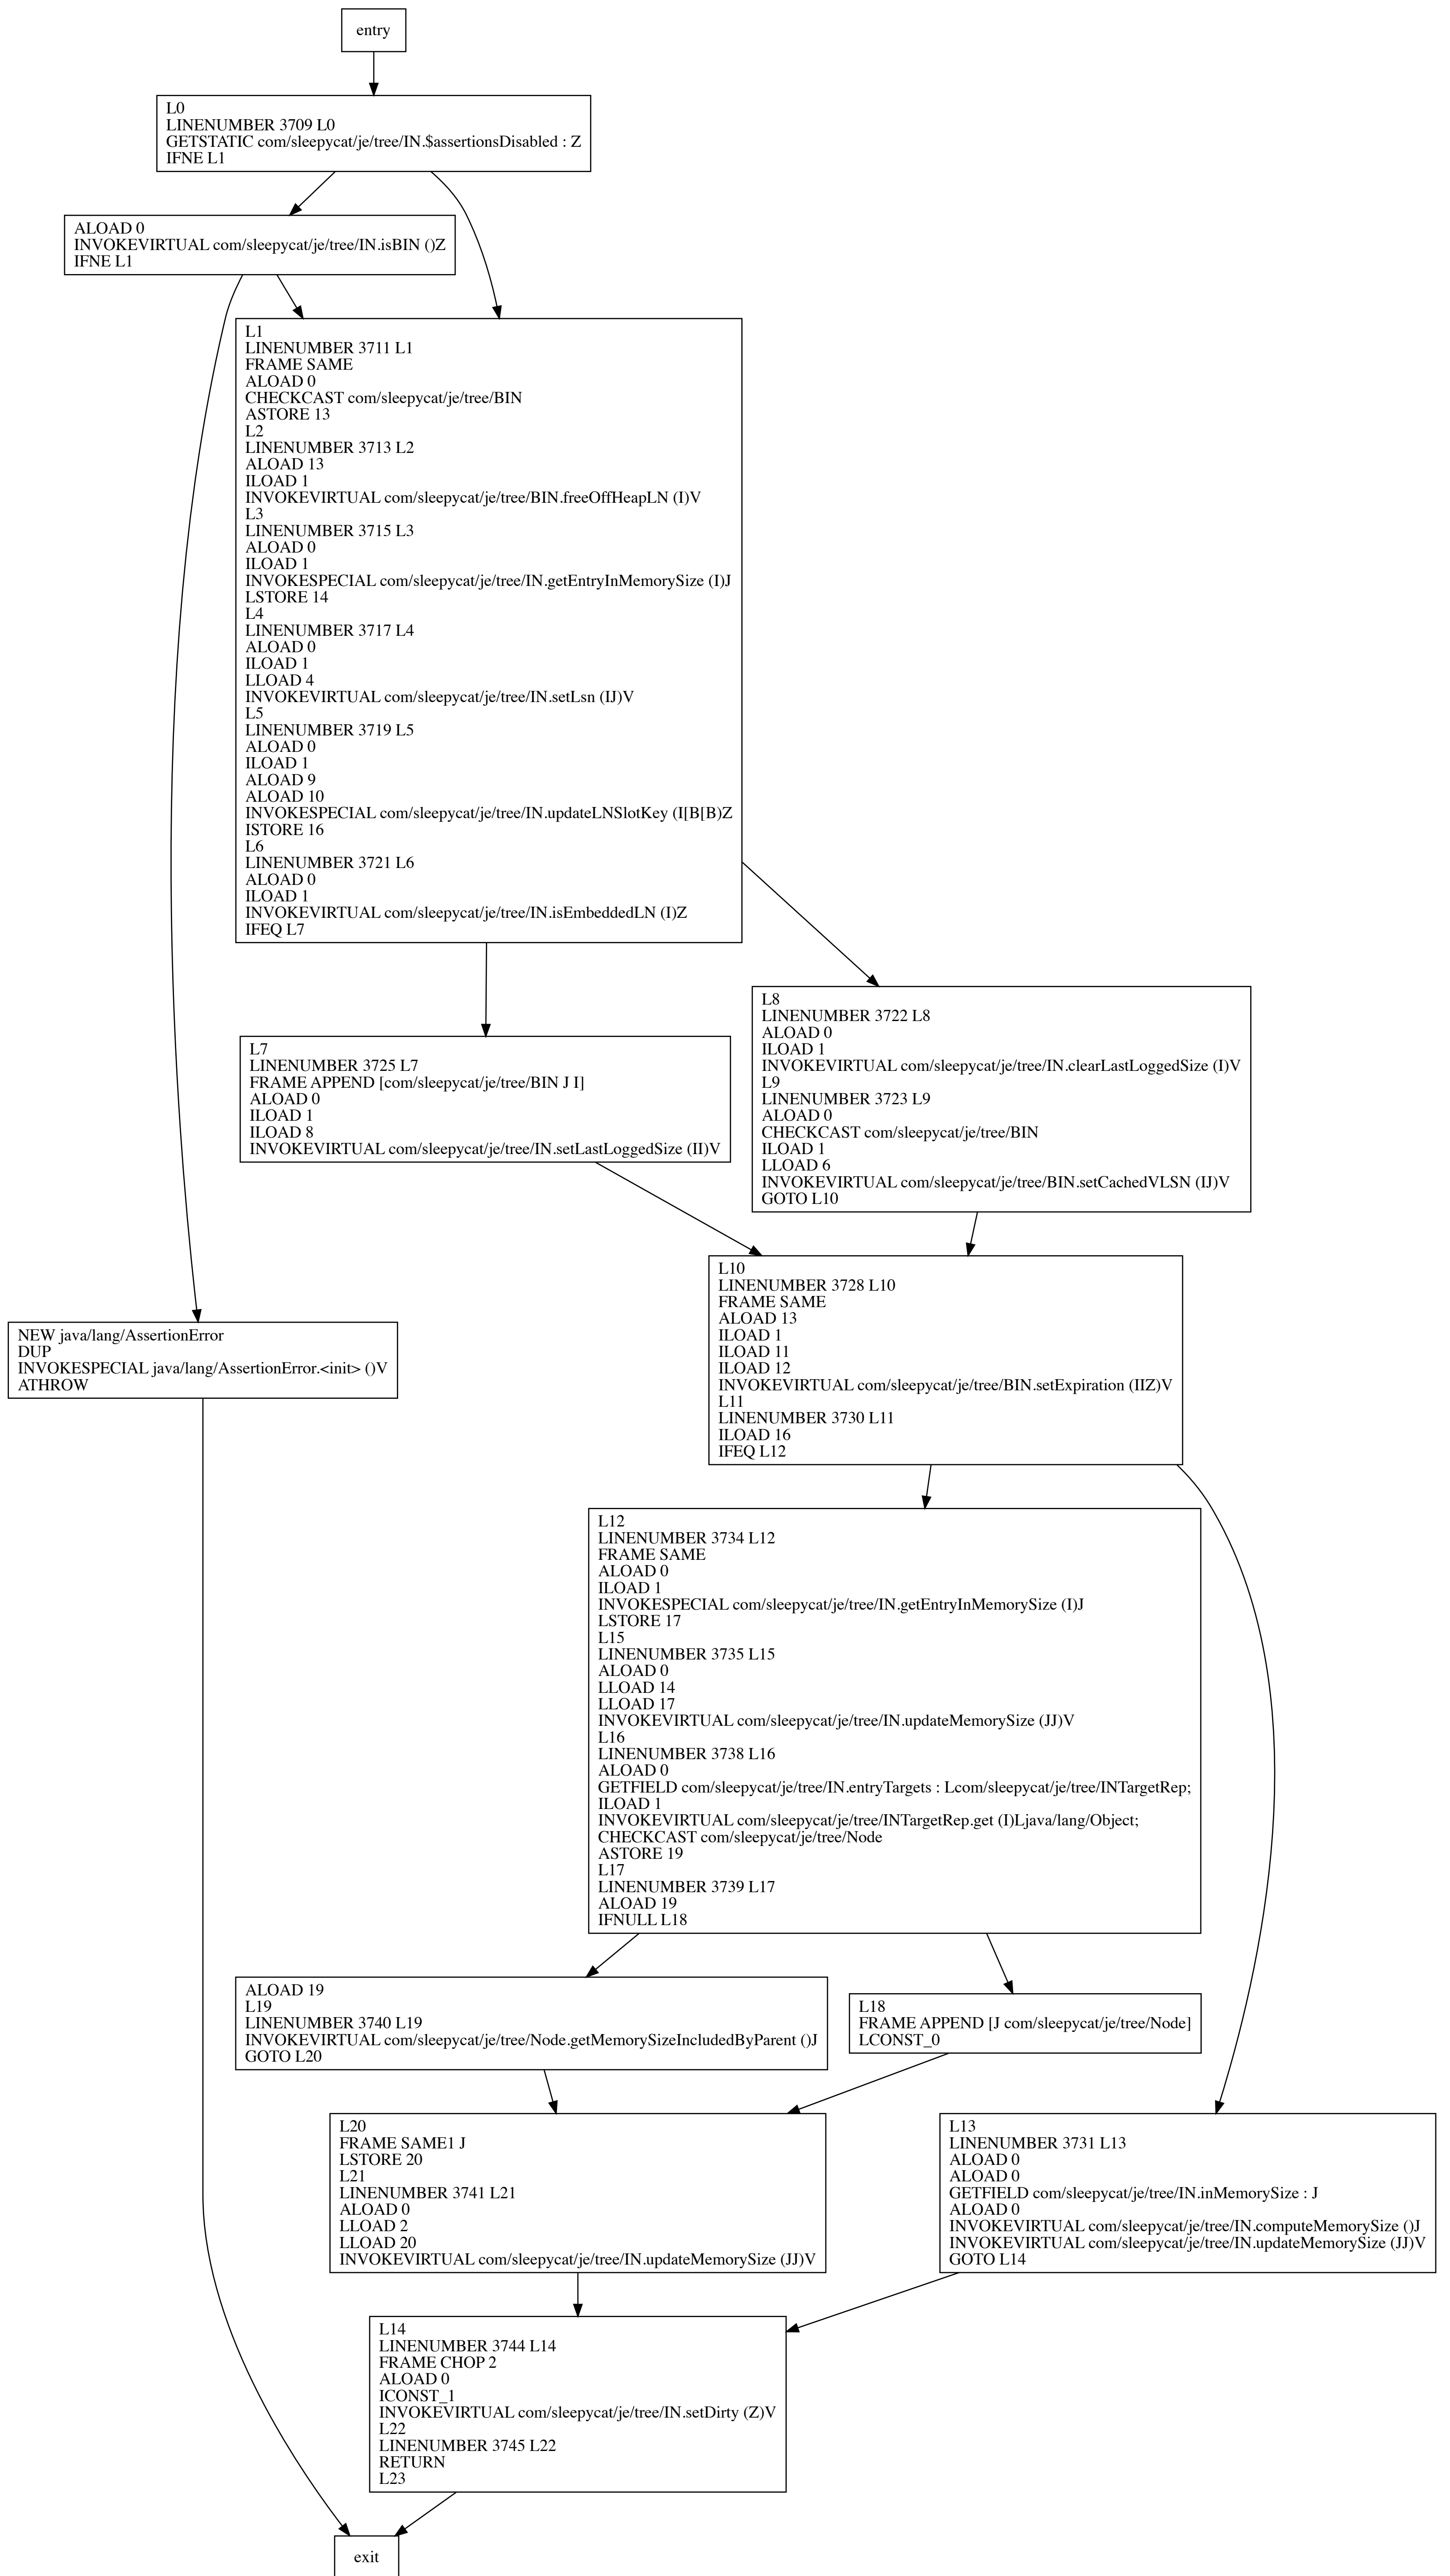 entry
L0
LINENUMBER 3709 L0
GETSTATIC com/sleepycat/je/tree/IN.$assertionsDisabled : Z
IFNE L1
ALOAD 0
INVOKEVIRTUAL com/sleepycat/je/tree/IN.isBIN ()Z
IFNE L1
L1
LINENUMBER 3711 L1
FRAME SAME
ALOAD 0
CHECKCAST com/sleepycat/je/tree/BIN
ASTORE 13
L2
LINENUMBER 3713 L2
ALOAD 13
ILOAD 1
INVOKEVIRTUAL com/sleepycat/je/tree/BIN.freeOffHeapLN (I)V
L3
LINENUMBER 3715 L3
ALOAD 0
ILOAD 1
INVOKESPECIAL com/sleepycat/je/tree/IN.getEntryInMemorySize (I)J
LSTORE 14
L4
LINENUMBER 3717 L4
ALOAD 0
ILOAD 1
LLOAD 4
INVOKEVIRTUAL com/sleepycat/je/tree/IN.setLsn (IJ)V
L5
LINENUMBER 3719 L5
ALOAD 0
ILOAD 1
ALOAD 9
ALOAD 10
INVOKESPECIAL com/sleepycat/je/tree/IN.updateLNSlotKey (I[B[B)Z
ISTORE 16
L6
LINENUMBER 3721 L6
ALOAD 0
ILOAD 1
INVOKEVIRTUAL com/sleepycat/je/tree/IN.isEmbeddedLN (I)Z
IFEQ L7
L8
LINENUMBER 3722 L8
ALOAD 0
ILOAD 1
INVOKEVIRTUAL com/sleepycat/je/tree/IN.clearLastLoggedSize (I)V
L9
LINENUMBER 3723 L9
ALOAD 0
CHECKCAST com/sleepycat/je/tree/BIN
ILOAD 1
LLOAD 6
INVOKEVIRTUAL com/sleepycat/je/tree/BIN.setCachedVLSN (IJ)V
GOTO L10
L7
LINENUMBER 3725 L7
FRAME APPEND [com/sleepycat/je/tree/BIN J I]
ALOAD 0
ILOAD 1
ILOAD 8
INVOKEVIRTUAL com/sleepycat/je/tree/IN.setLastLoggedSize (II)V
L10
LINENUMBER 3728 L10
FRAME SAME
ALOAD 13
ILOAD 1
ILOAD 11
ILOAD 12
INVOKEVIRTUAL com/sleepycat/je/tree/BIN.setExpiration (IIZ)V
L11
LINENUMBER 3730 L11
ILOAD 16
IFEQ L12
NEW java/lang/AssertionError
DUP
INVOKESPECIAL java/lang/AssertionError.<init> ()V
ATHROW
L12
LINENUMBER 3734 L12
FRAME SAME
ALOAD 0
ILOAD 1
INVOKESPECIAL com/sleepycat/je/tree/IN.getEntryInMemorySize (I)J
LSTORE 17
L15
LINENUMBER 3735 L15
ALOAD 0
LLOAD 14
LLOAD 17
INVOKEVIRTUAL com/sleepycat/je/tree/IN.updateMemorySize (JJ)V
L16
LINENUMBER 3738 L16
ALOAD 0
GETFIELD com/sleepycat/je/tree/IN.entryTargets : Lcom/sleepycat/je/tree/INTargetRep;
ILOAD 1
INVOKEVIRTUAL com/sleepycat/je/tree/INTargetRep.get (I)Ljava/lang/Object;
CHECKCAST com/sleepycat/je/tree/Node
ASTORE 19
L17
LINENUMBER 3739 L17
ALOAD 19
IFNULL L18
ALOAD 19
L19
LINENUMBER 3740 L19
INVOKEVIRTUAL com/sleepycat/je/tree/Node.getMemorySizeIncludedByParent ()J
GOTO L20
L18
FRAME APPEND [J com/sleepycat/je/tree/Node]
LCONST_0
L20
FRAME SAME1 J
LSTORE 20
L21
LINENUMBER 3741 L21
ALOAD 0
LLOAD 2
LLOAD 20
INVOKEVIRTUAL com/sleepycat/je/tree/IN.updateMemorySize (JJ)V
L13
LINENUMBER 3731 L13
ALOAD 0
ALOAD 0
GETFIELD com/sleepycat/je/tree/IN.inMemorySize : J
ALOAD 0
INVOKEVIRTUAL com/sleepycat/je/tree/IN.computeMemorySize ()J
INVOKEVIRTUAL com/sleepycat/je/tree/IN.updateMemorySize (JJ)V
GOTO L14
L14
LINENUMBER 3744 L14
FRAME CHOP 2
ALOAD 0
ICONST_1
INVOKEVIRTUAL com/sleepycat/je/tree/IN.setDirty (Z)V
L22
LINENUMBER 3745 L22
RETURN
L23
exit